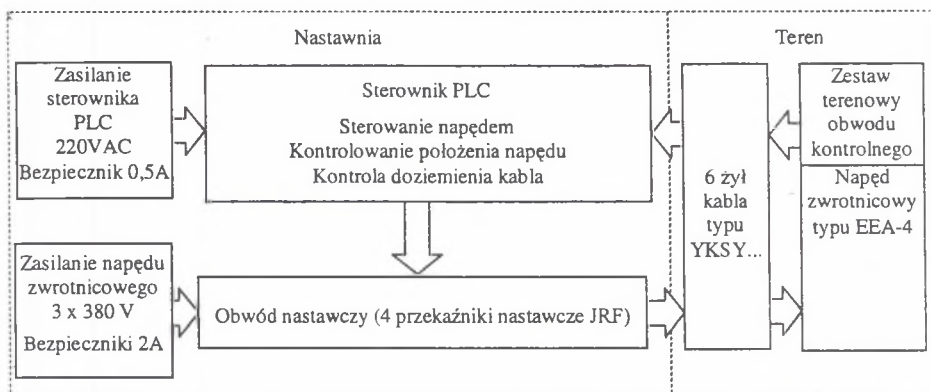 Nastawnia
Teren
Zasilanie
sterownika
PLC
220VAC
Bezpiecznik 0,5A
Sterownik PLC
Sterowanie napędem
Kontrolowanie położenia napędu
Kontrola doziemienia kabla
6 żył
kabla
typu
YKSY...
Zestaw
terenowy
obwodu
kontrolnego
Napęd
zwrotnicowy
typu EEA-4
Zasilanie napędu
zwrotnicowego
3 x 380 V
Bezpieczniki 2A
Obwód nastawczy (4 przekaźniki nastawcze JRF)